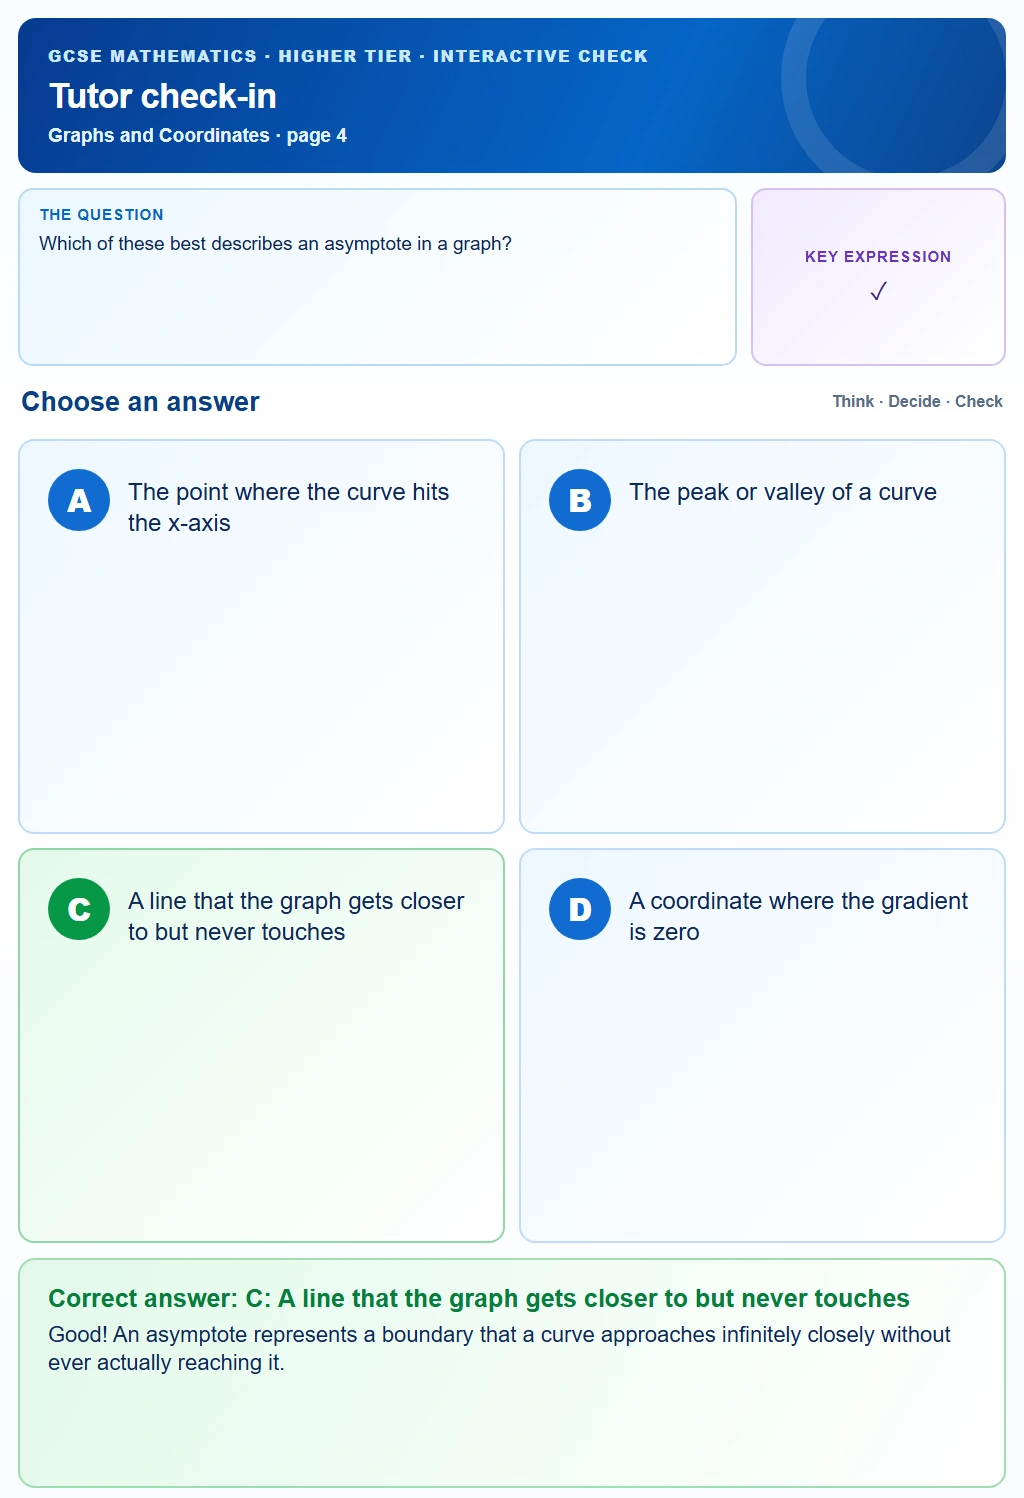 GCSE MATHEMATICS · HIGHER TIER · INTERACTIVE CHECK
Tutor check-in
Graphs and Coordinates · page 4
THE QUESTION
Which of these best describes an asymptote in a graph?
KEY EXPRESSION
✓
Choose an answer
Think · Decide · Check
A
The point where the curve hits
the x-axis
B
The peak or valley of a curve
C
A line that the graph gets closer
to but never touches
D
A coordinate where the gradient
is zero
Correct answer: C: A line that the graph gets closer to but never touches
Good! An asymptote represents a boundary that a curve approaches infinitely closely without
ever actually reaching it.